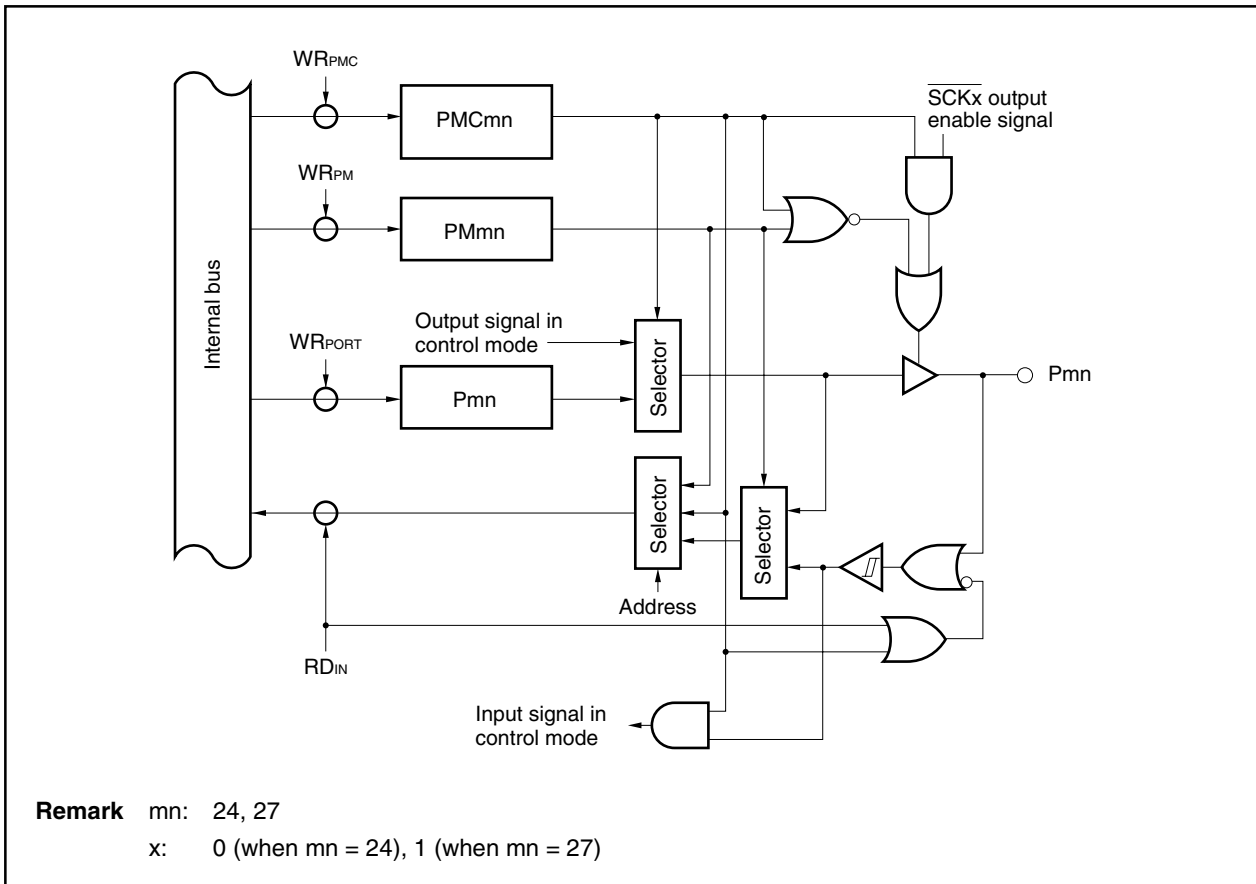 WRPMC
PMCmn
SCKx output
enable signal
WRPM
PMmn
Internal bus
Output signal in
control mode
WRPORT
Pmn
Selector
Pmn
Selector
Selector
Address
RDIN
Input signal in
control mode
Remark mn: 24, 27
x: 0 (when mn = 24), 1 (when mn = 27)